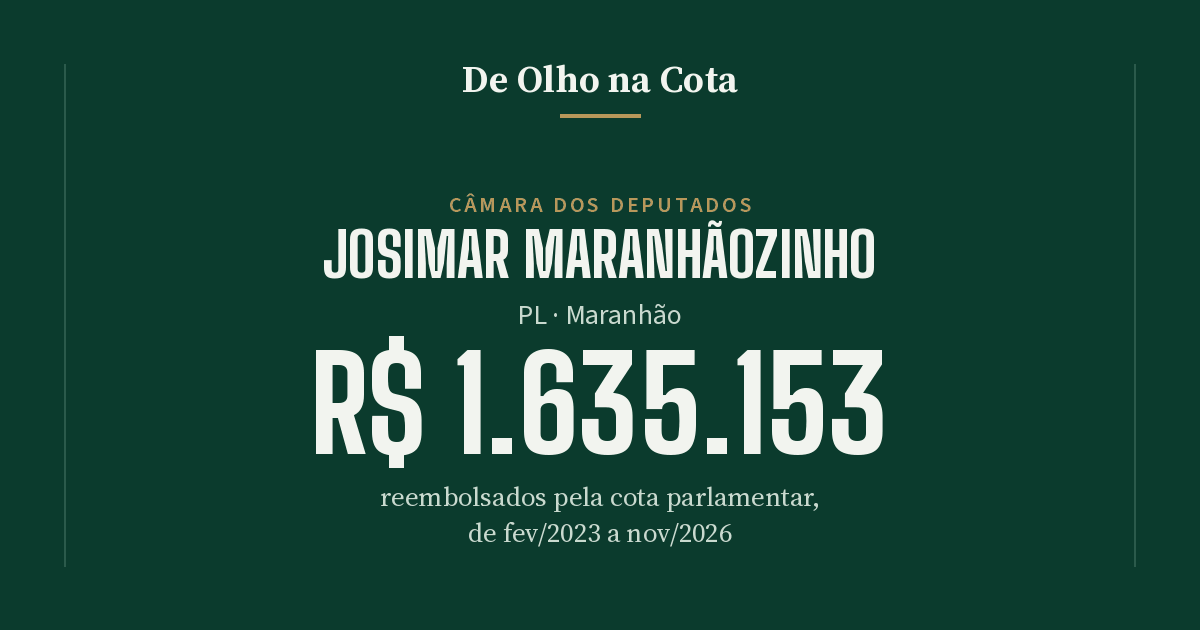 De Olho na Cota
CÂMARA DOS DEPUTADOS
JOSIMAR MARANHÃOZINHO
PL · Maranhão
R$ 1.635.153
reembolsados pela cota parlamentar,
de fev/2023 a nov/2026